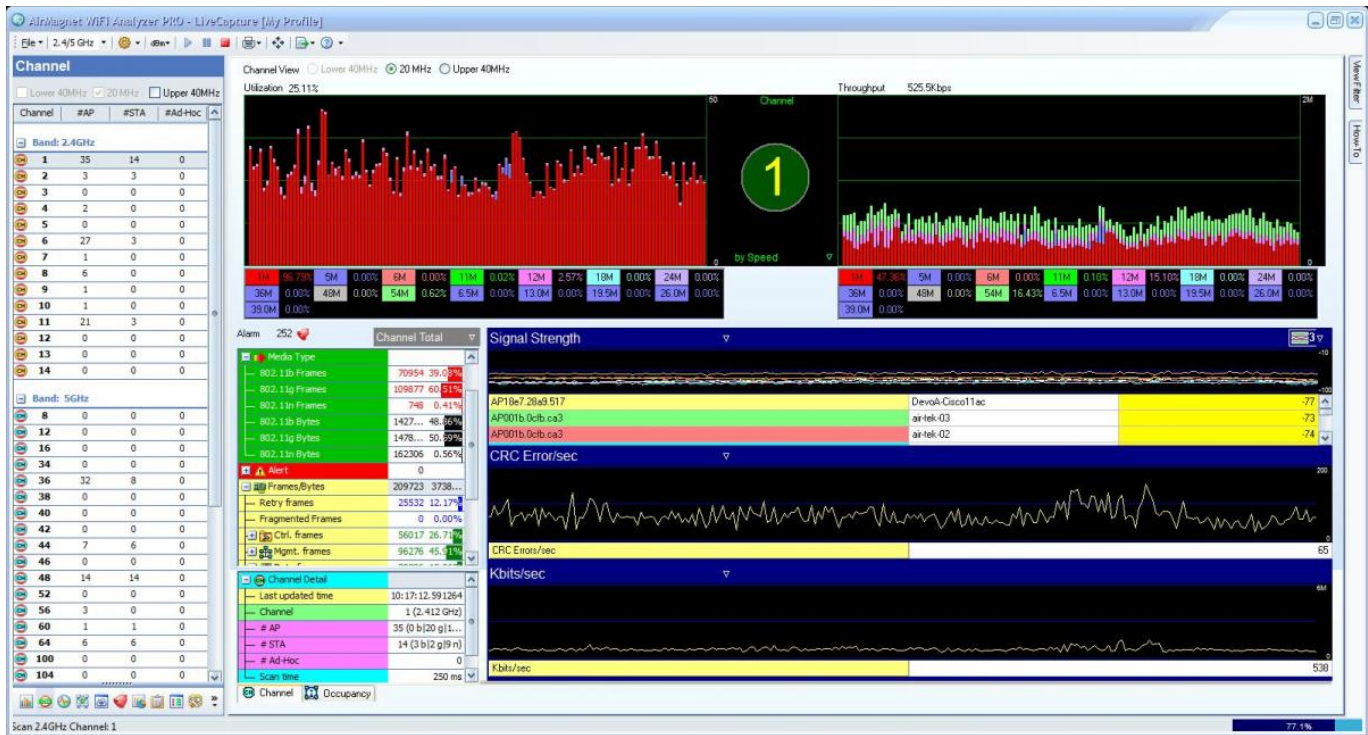 AirMagnet WiFi Analyzer PRO - LiveCapture [My Profile]
File 2.4/5 GHz dBm
Channel
Lower 40MHz 20 MHz Upper 40MHz
Channel #AP #STA #Ad-Hoc
Band: 2.4GHz
1 35 14 0
2 3 3 0
3 0 0 0
4 2 0 0
5 0 0 0
6 27 3 0
7 1 0 0
8 6 0 0
9 1 0 0
10 1 0 0
11 21 3 0
12 0 0 0
13 0 0 0
14 0 0 0
Band: 5GHz
8 0 0 0
12 0 0 0
16 0 0 0
34 0 0 0
36 32 8 0
38 0 0 0
40 0 0 0
42 0 0 0
44 7 6 0
46 0 0 0
48 14 14 0
52 0 0 0
56 3 0 0
60 1 1 0
64 6 6 0
100 0 0 0
104 0 0 0
Channel View Lower 40MHz 20 MHz Upper 40MHz
Utilization 25.11%
50
Channel
1
by Speed
0
1M 96.79% 5M 0.00% 6M 0.00% 11M 0.02% 12M 2.57% 18M 0.00% 24M 0.00%
36M 0.00% 48M 0.00% 54M 0.62% 6.5M 0.00% 13.0M 0.00% 19.5M 0.00% 26.0M 0.00%
39.0M 0.00%
Throughput 525.5Kbps
2M
0
1M 47.36% 5M 0.00% 6M 0.00% 11M 0.10% 12M 15.10% 18M 0.00% 24M 0.00%
36M 0.00% 48M 0.00% 54M 16.43% 6.5M 0.00% 13.0M 0.00% 19.5M 0.00% 26.0M 0.00%
39.0M 0.00%
Alarm 252
Channel Total
Media Type
802.11b Frames 70954 39.08%
802.11g Frames 109877 60.51%
802.11n Frames 748 0.41%
802.11b Bytes 1427... 48.86%
802.11g Bytes 1478... 50.69%
802.11n Bytes 162306 0.56%
Alert 0
Frames/Bytes 209723 3738...
Retry frames 25532 12.17%
Fragmented Frames 0 0.00%
Ctrl. frames 56017 26.71%
Mgmt. frames 96276 45.91%
Channel Detail
Last updated time 10:17:12.591264
Channel 1 (2.412 GHz)
# AP 35 (0 b|20 g|1...
# STA 14 (3 b|2 g|9 n)
# Ad-Hoc 0
Scan time 250 ms
Channel Occupancy
Signal Strength
3
-10
-100
AP18e7.28a9.517 DevoA-Cisco11ac -77
AP001b.0cfb.ca3 air-tek-03 -73
AP001b.0cfb.ca3 air-tek-02 -74
CRC Error/sec
200
0
CRC Errors/sec 65
Kbits/sec
6M
0
Kbits/sec 538
View Filter
How-To
Scan 2.4GHz Channel: 1
77.1%